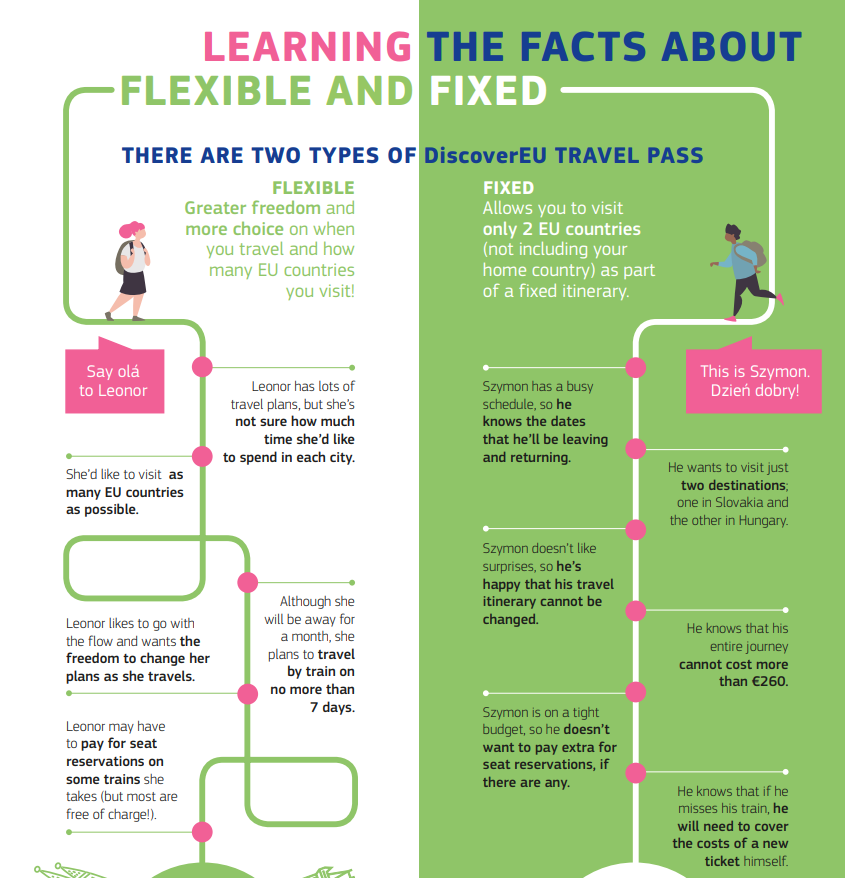 LEARNING THE FACTS ABOUT
FLEXIBLE AND FIXED
THERE ARE TWO TYPES OF DiscoverEU TRAVEL PASS
FLEXIBLE
Greater freedom and
more choice on when
you travel and how
many EU countries
you visit!
Say olá
to Leonor
Leonor has lots of
travel plans, but she's
not sure how much
time she'd like
to spend in each city.
She'd like to visit as
many EU countries
as possible.
Although she
will be away for
a month, she
plans to travel
by train on
no more than
7 days.
Leonor likes to go with
the flow and wants the
freedom to change her
plans as she travels.
Leonor may have
to pay for seat
reservations on
some trains she
takes (but most are
free of charge!).
FIXED
Allows you to visit
only 2 EU countries
(not including your
home country) as part
of a fixed itinerary.
This is Szymon.
Dzień dobry!
Szymon has a busy
schedule, so he
knows the dates
that he'll be leaving
and returning.
He wants to visit just
two destinations;
one in Slovakia and
the other in Hungary.
Szymon doesn't like
surprises, so he's
happy that his travel
itinerary cannot be
changed.
He knows that his
entire journey
cannot cost more
than €260.
Szymon is on a tight
budget, so he doesn't
want to pay extra for
seat reservations, if
there are any.
He knows that if he
misses his train, he
will need to cover
the costs of a new
ticket himself.